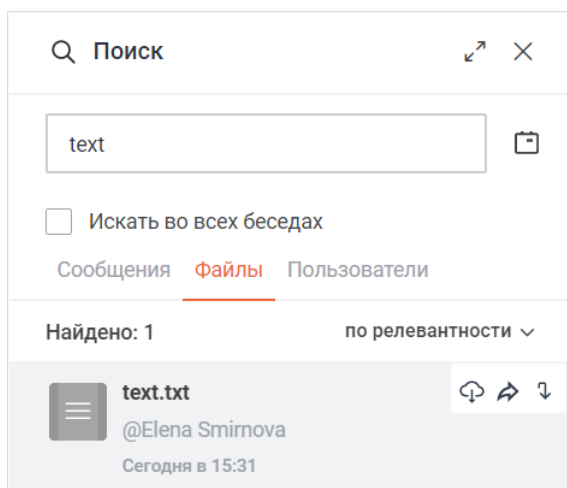 Поиск
text
Искать во всех беседах
Сообщения Файлы Пользователи
Найдено: 1 по релевантности
text.txt
@Elena Smirnova
Сегодня в 15:31